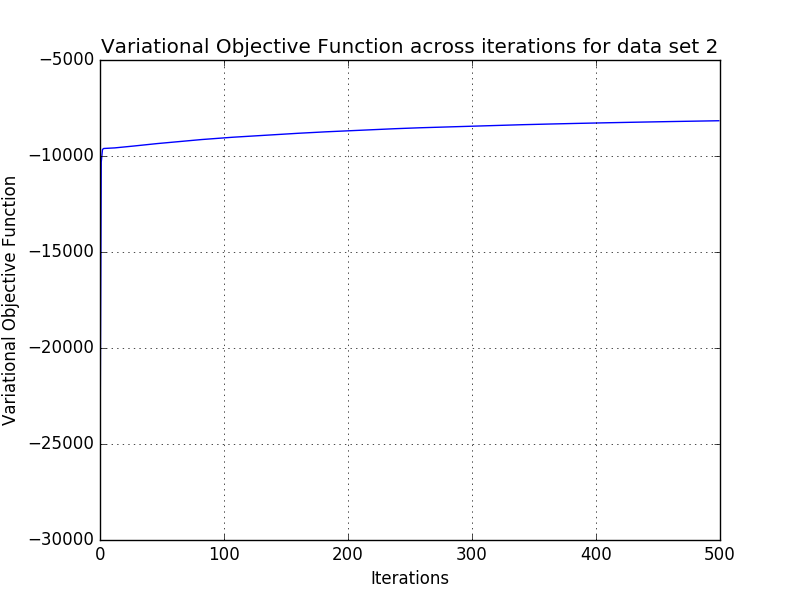 Variational Objective Function across iterations for data set 2
−5000
−10000
−15000
−20000
−25000
−30000
Variational Objective Function
0 100 200 300 400 500
Iterations